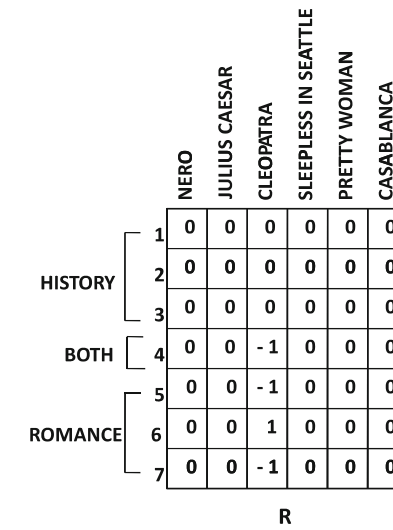 NERO
JULIUS CAESAR
CLEOPATRA
SLEEPLESS IN SEATTLE
PRETTY WOMAN
CASABLANCA
HISTORY
BOTH
ROMANCE
1 0 0 0 0 0 0
2 0 0 0 0 0 0
3 0 0 0 0 0 0
4 0 0 -1 0 0 0
5 0 0 -1 0 0 0
6 0 0 1 0 0 0
7 0 0 -1 0 0 0
R